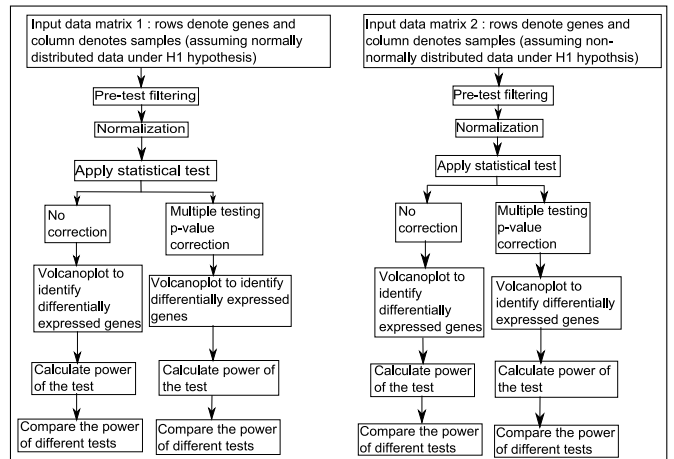 Input data matrix 1 : rows denote genes and
column denotes samples (assuming normally
distributed data under H1 hypothsis)
Pre-test filtering
Normalization
Apply statistical test
No
correction
Multiple testing
p-value
correction
Volcanoplot to
identify
differentially
expressed genes
Volcanoplot to identify
differentially expressed
genes
Calculate power
of the test
Calculate power of
the test
Compare the power
of different tests
Compare the power
of different tests
Input data matrix 2 : rows denote genes and
column denotes samples (assuming non-
normally distributed data under H1 hypothsis)
Pre-test filtering
Normalization
Apply statistical test
No
correction
Multiple testing
p-value
correction
Volcanoplot to
identify
differentially
expressed genes
Volcanoplot to
identify differentially
expressed genes
Calculate power
of the test
Calculate power of
the test
Compare the power
of different tests
Compare the power
of different tests